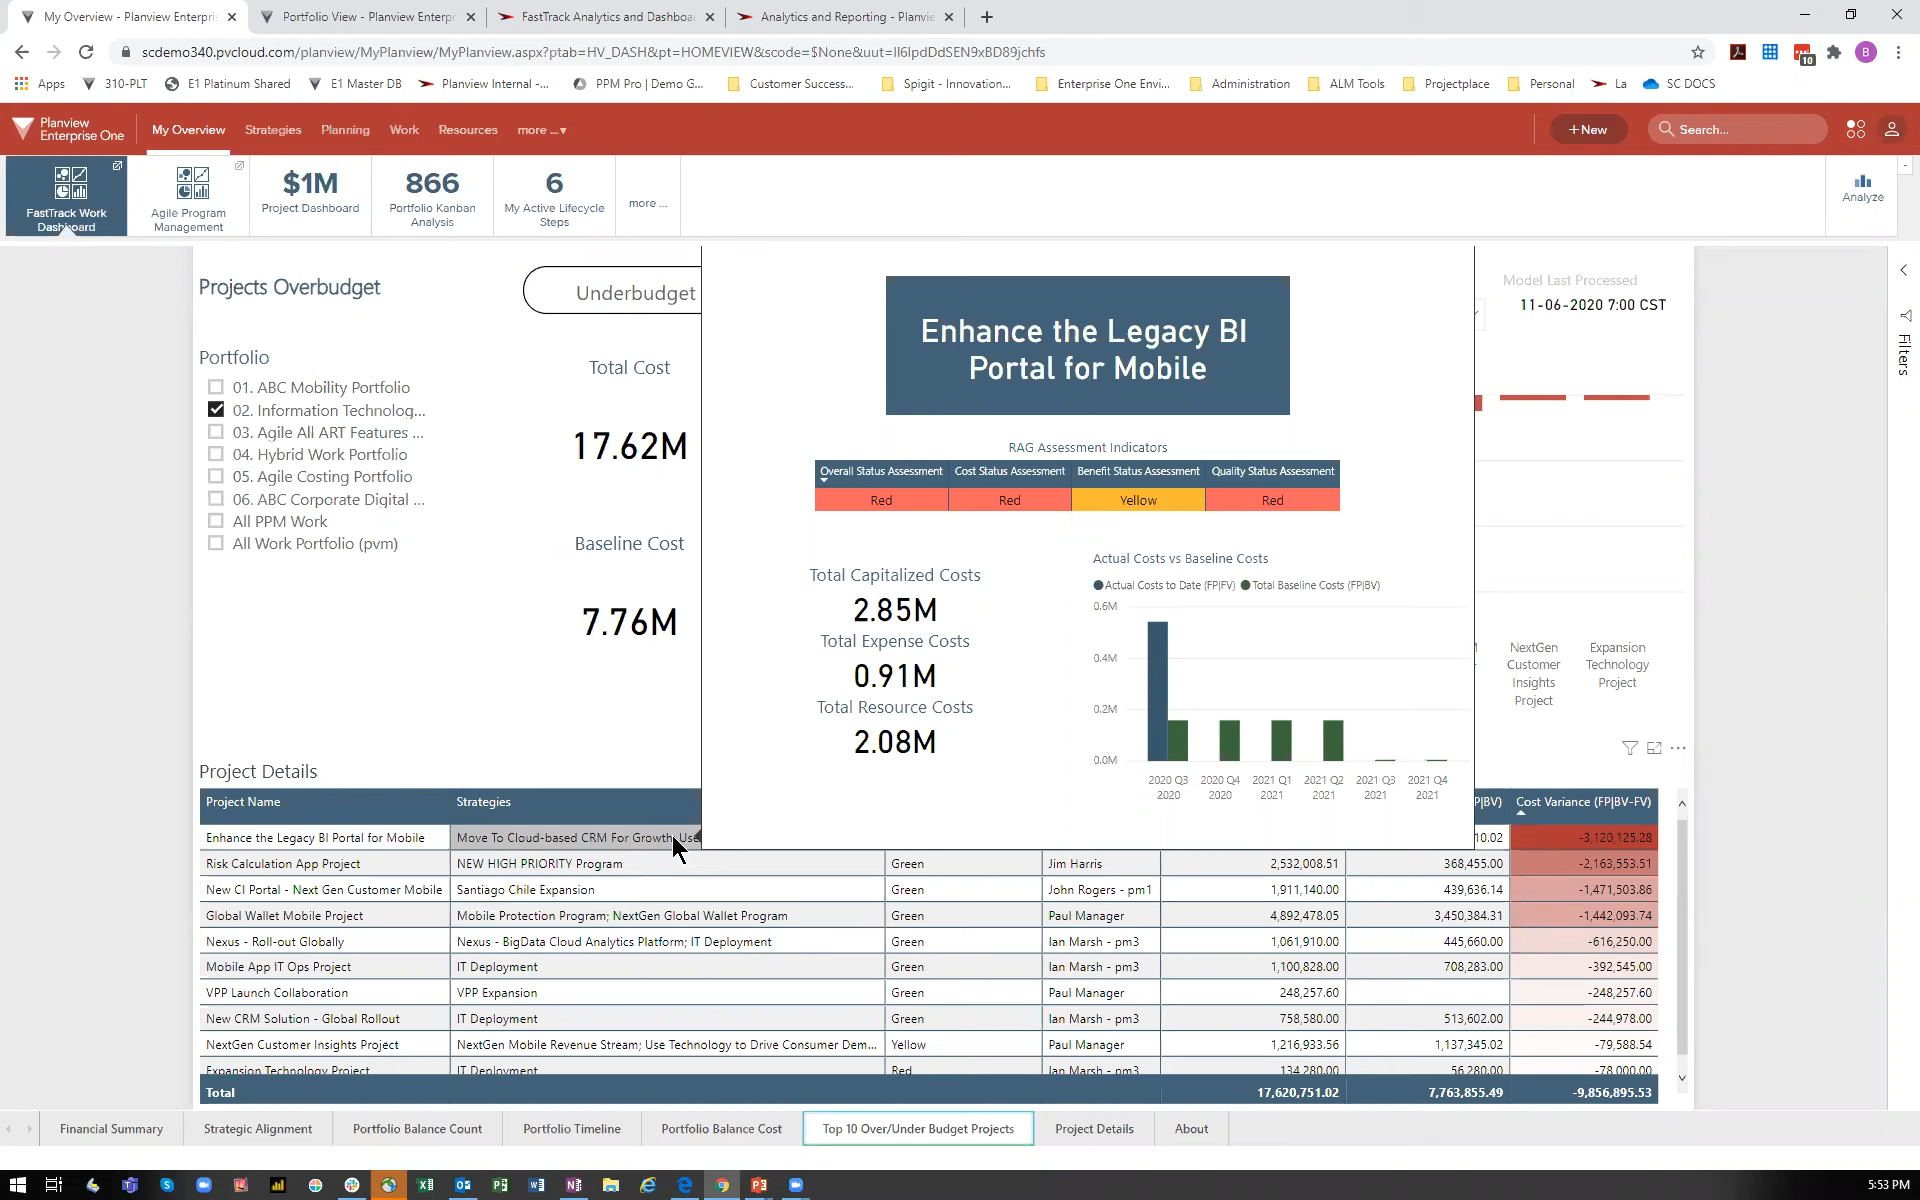 My Overview - Planview Enterpri
Portfolio View - Planview Enterp
FastTrack Analytics and Dashboa
Analytics and Reporting - Planvie
scdemo340.pvcloud.com/planview/MyPlanview/MyPlanview.aspx?ptab=HV_DASH&pt=HOMEVIEW&scode=$None&uut=
10
B
Apps
310-PLT
E1 Platinum Shared
E1 Master DB
Planview Internal -...
PPM Pro | Demo G...
Customer Success...
Spigit - Innovation...
Enterprise One Envi...
Administration
ALM Tools
Projectplace
Personal
La
SC DOCS
Planview
Enterprise One
My Overview
Strategies
Planning
Work
Resources
more ...
+New
Search...
FastTrack Work
Dashboard
Agile Program
Management
$1M
Project Dashboard
866
Portfolio Kanban
Analysis
6
My Active Lifecycle
Steps
more ...
Analyze
Projects Overbudget
Underbudget
Model Last Processed
11-06-2020 7:00 CST
Filters
Portfolio
01. ABC Mobility Portfolio
02. Information Technolog...
03. Agile All ART Features ...
04. Hybrid Work Portfolio
05. Agile Costing Portfolio
06. ABC Corporate Digital ...
All PPM Work
All Work Portfolio (pvm)
Total Cost
17.62M
Baseline Cost
7.76M
Enhance the Legacy BI
Portal for Mobile
RAG Assessment Indicators
Overall Status Assessment Cost Status Assessment Benefit Status Assessment Quality Status Assessment
Red Red Yellow Red
Total Capitalized Costs
2.85M
Total Expense Costs
0.91M
Total Resource Costs
2.08M
Actual Costs vs Baseline Costs
Actual Costs to Date (FP|FV) Total Baseline Costs (FP|BV)
0.6M
0.4M
0.2M
0.0M
2020 Q3 2020 Q4 2021 Q1 2021 Q2 2021 Q3 2021 Q4
2020 2020 2021 2021 2021 2021
NextGen
Customer
Insights
Project
Expansion
Technology
Project
Project Details
Project Name Strategies P|BV) Cost Variance (FP|BV-FV)
Enhance the Legacy BI Portal for Mobile Move To Cloud-based CRM For Growth; Use 10.02 -3,120,125.28
Risk Calculation App Project NEW HIGH PRIORITY Program Green Jim Harris 2,532,008.51 368,455.00 -2,163,553.51
New CI Portal - Next Gen Customer Mobile Santiago Chile Expansion Green John Rogers - pm1 1,911,140.00 439,636.14 -1,471,503.86
Global Wallet Mobile Project Mobile Protection Program; NextGen Global Wallet Program Green Paul Manager 4,892,478.05 3,450,384.31 -1,442,093.74
Nexus - Roll-out Globally Nexus - BigData Cloud Analytics Platform; IT Deployment Green Ian Marsh - pm3 1,061,910.00 445,660.00 -616,250.00
Mobile App IT Ops Project IT Deployment Green Ian Marsh - pm3 1,100,828.00 708,283.00 -392,545.00
VPP Launch Collaboration VPP Expansion Green Paul Manager 248,257.60 -248,257.60
New CRM Solution - Global Rollout IT Deployment Green Ian Marsh - pm3 758,580.00 513,602.00 -244,978.00
NextGen Customer Insights Project NextGen Mobile Revenue Stream; Use Technology to Drive Consumer Dem... Yellow Paul Manager 1,216,933.56 1,137,345.02 -79,588.54
Expansion Technology Project IT Deployment Red Ian Marsh - pm3 134,280.00 56,280.00 -78,000.00
Total 17,620,751.02 7,763,855.49 -9,856,895.53
Financial Summary
Strategic Alignment
Portfolio Balance Count
Portfolio Timeline
Portfolio Balance Cost
Top 10 Over/Under Budget Projects
Project Details
About
5:53 PM